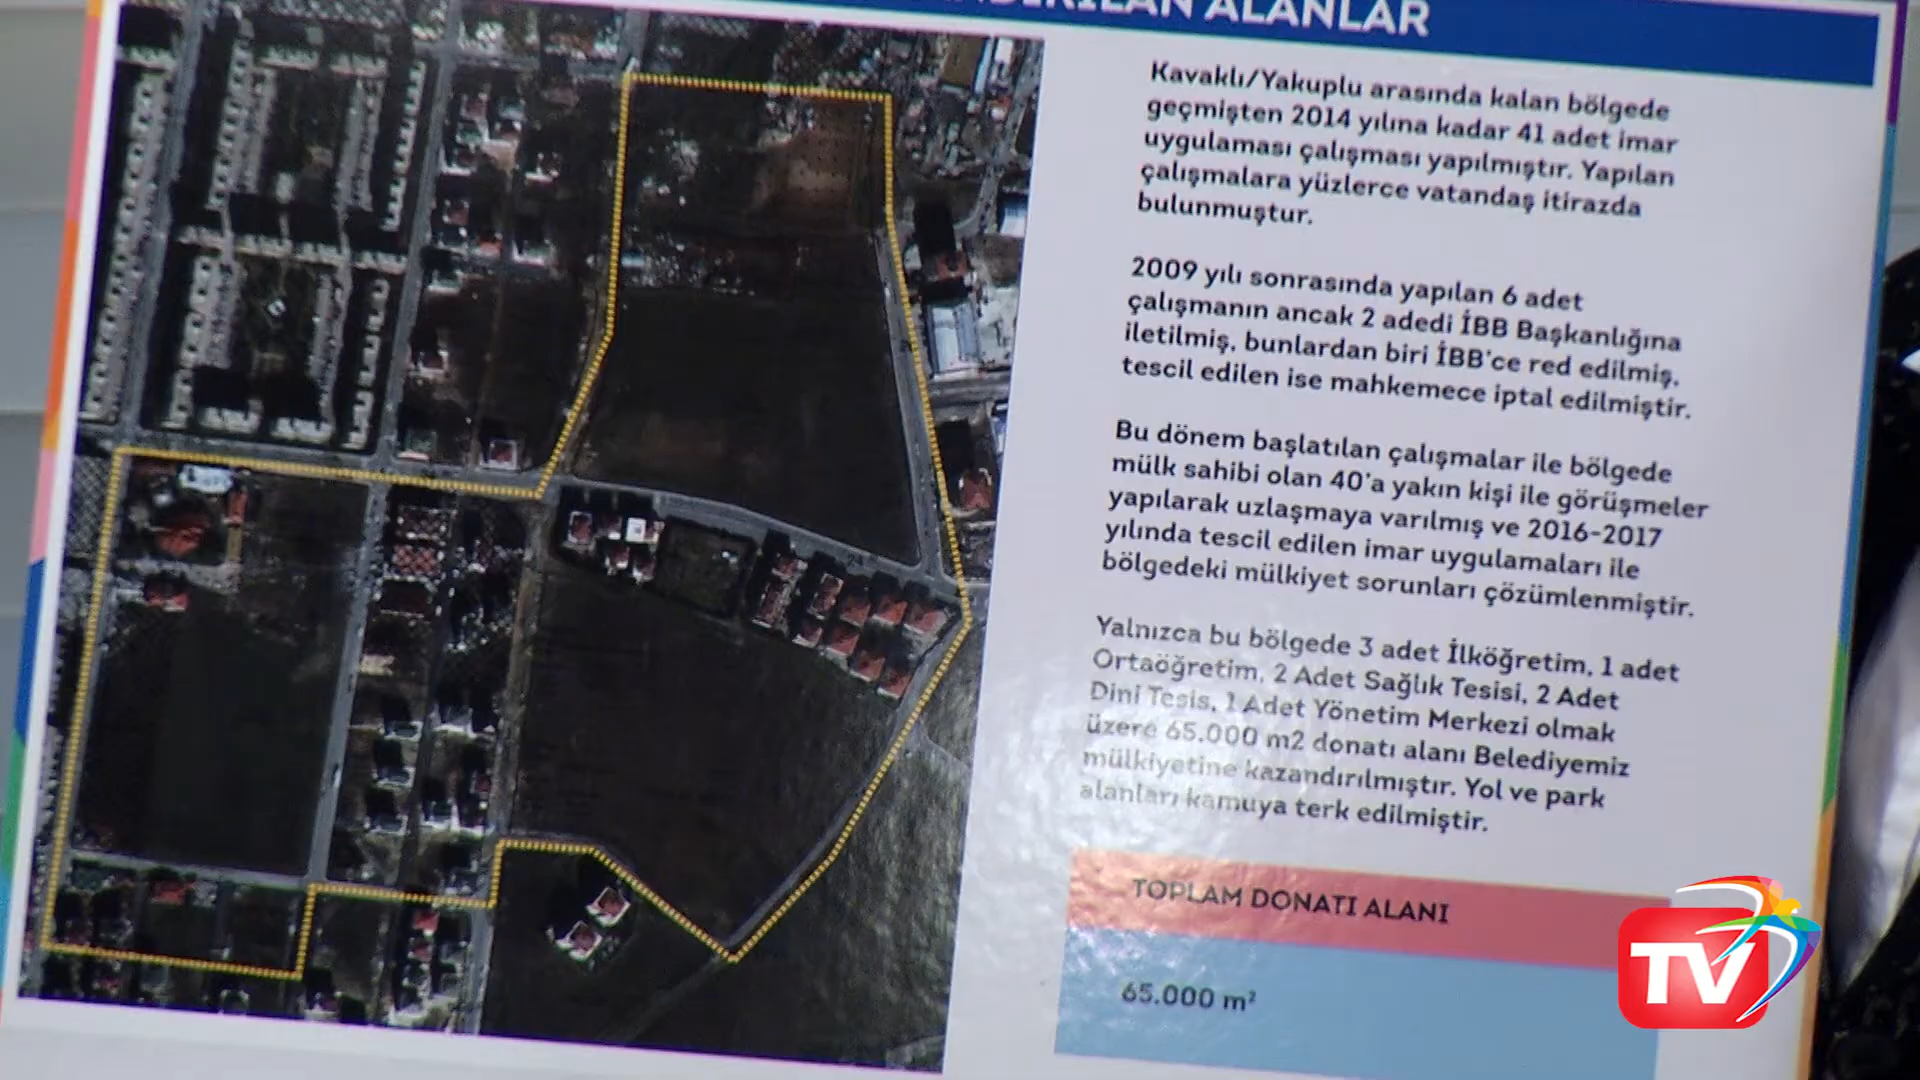 ALANLAR
Kavaklı/Yakuplu arasında kalan bölgede
geçmişten 2014 yılına kadar 41 adet imar
uygulaması çalışması yapılmıştır. Yapılan
çalışmalara yüzlerce vatandaş itirazda
bulunmuştur.
2009 yılı sonrasında yapılan 6 adet
çalışmanın ancak 2 adedi İBB Başkanlığına
iletilmiş, bunlardan biri İBB'ce red edilmiş,
tescil edilen ise mahkemece iptal edilmiştir.
Bu dönem başlatılan çalışmalar ile bölgede
mülk sahibi olan 40'a yakın kişi ile görüşmeler
yapılarak uzlaşmaya varılmış ve 2016-2017
yılında tescil edilen imar uygulamaları ile
bölgedeki mülkiyet sorunları çözümlenmiştir.
Yalnızca bu bölgede 3 adet İlköğretim, 1 adet
Ortaöğretim, 2 Adet Sağlık Tesisi, 2 Adet
Dini Tesis, 1 Adet Yönetim Merkezi olmak
üzere 65.000 m2 donatı alanı Belediyemiz
mülkiyetine kazandırılmıştır. Yol ve park
alanları kamuya terk edilmiştir.
TOPLAM DONATI ALANI
65.000 m²
TV